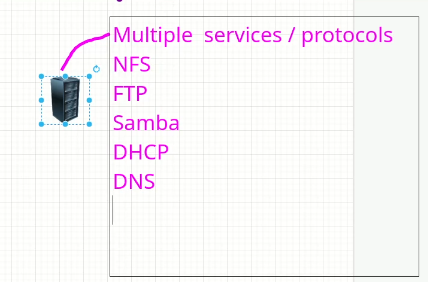 Multiple services / protocols
NFS
FTP
Samba
DHCP
DNS